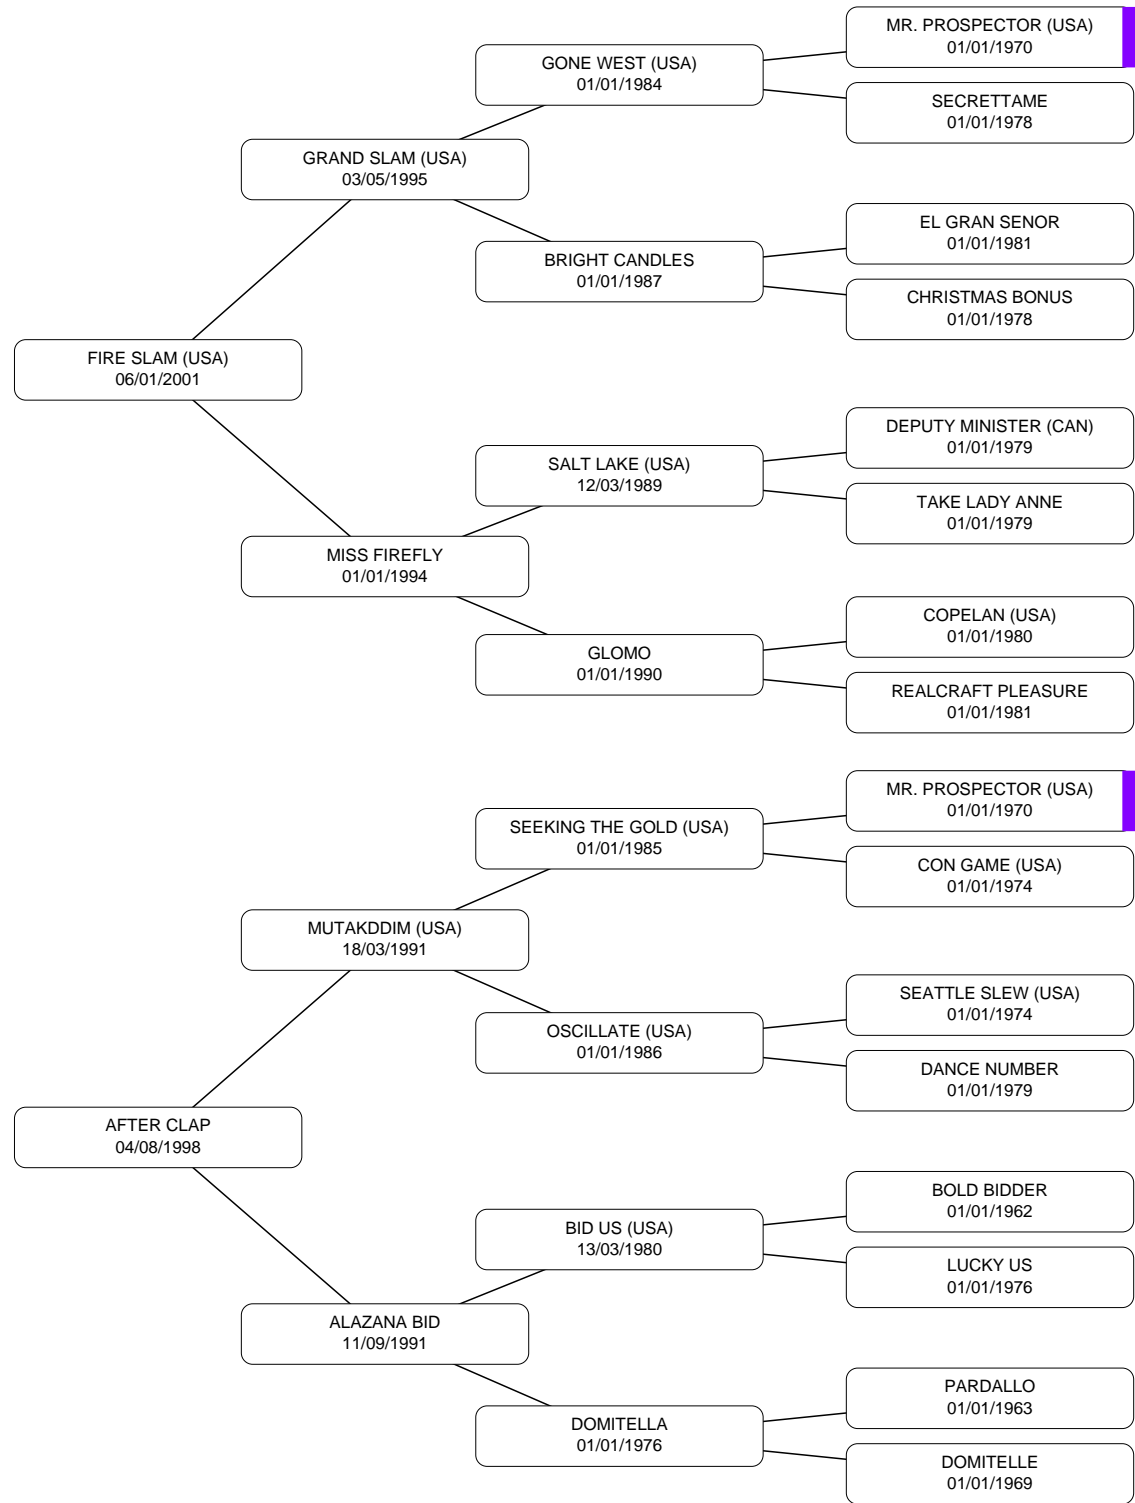 MR. PROSPECTOR (USA)
01/01/1970
GONE WEST (USA)
01/01/1984
SECRETTAME
01/01/1978
GRAND SLAM (USA)
03/05/1995
EL GRAN SENOR
01/01/1981
BRIGHT CANDLES
01/01/1987
CHRISTMAS BONUS
01/01/1978
FIRE SLAM (USA)
06/01/2001
DEPUTY MINISTER (CAN)
01/01/1979
SALT LAKE (USA)
12/03/1989
TAKE LADY ANNE
01/01/1979
MISS FIREFLY
01/01/1994
COPELAN (USA)
01/01/1980
GLOMO
01/01/1990
REALCRAFT PLEASURE
01/01/1981
MR. PROSPECTOR (USA)
01/01/1970
SEEKING THE GOLD (USA)
01/01/1985
CON GAME (USA)
01/01/1974
MUTAKDDIM (USA)
18/03/1991
SEATTLE SLEW (USA)
01/01/1974
OSCILLATE (USA)
01/01/1986
DANCE NUMBER
01/01/1979
AFTER CLAP
04/08/1998
BOLD BIDDER
01/01/1962
BID US (USA)
13/03/1980
LUCKY US
01/01/1976
ALAZANA BID
11/09/1991
PARDALLO
01/01/1963
DOMITELLA
01/01/1976
DOMITELLE
01/01/1969